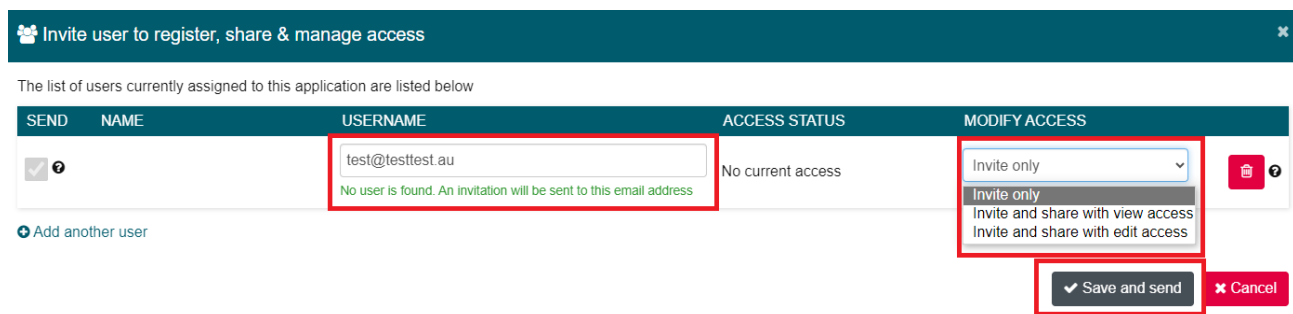 Invite user to register, share & manage access
The list of users currently assigned to this application are listed below
SEND NAME USERNAME ACCESS STATUS MODIFY ACCESS
test@testtest.au No current access Invite only
No user is found. An invitation will be sent to this email address
Invite only
Invite and share with view access
Invite and share with edit access
Add another user
Save and send Cancel